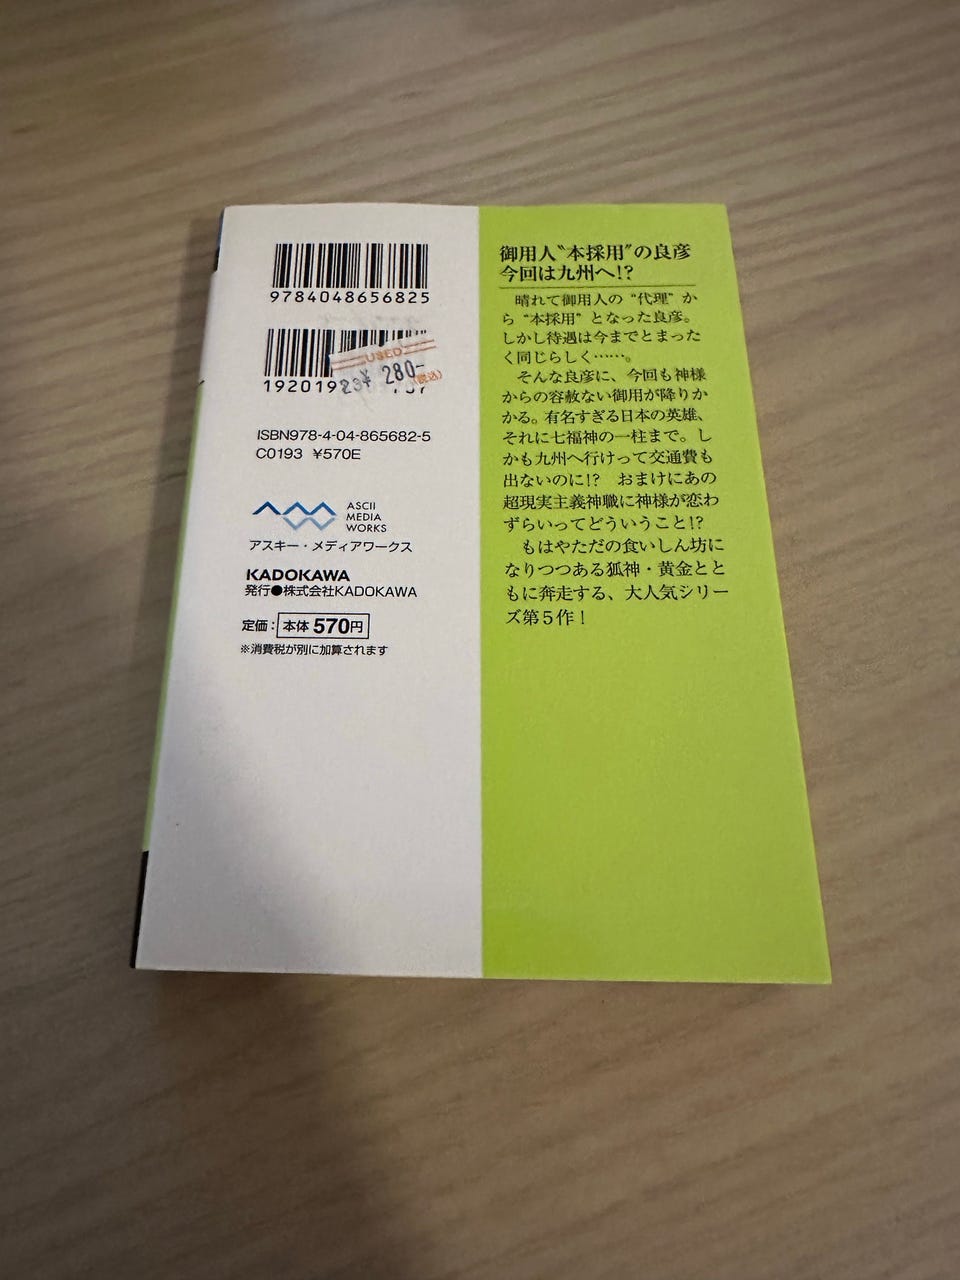 9784048656825
USED
23¥ 280-
(税込)
ISBN978-4-04-865682-5
C0193 ¥570E
ASCII
MEDIA
WORKS
アスキー・メディアワークス
KADOKAWA
発行●株式会社KADOKAWA
定価：本体570円
※消費税が別に加算されます
御用人“本採用”の良彦
今回は九州へ!?
晴れて御用人の“代理”か
ら“本採用”となった良彦。
しかし待遇は今までとまった
く同じらしく……。
そんな良彦に、今回も神様
からの容赦ない御用が降りか
かる。有名すぎる日本の英雄、
それに七福神の一柱まで。し
かも九州へ行けって交通費も
出ないのに!? おまけにあの
超現実主義神職に神様が恋わ
ずらいってどういうこと!?
もはやただの食いしん坊に
なりつつある狐神・黄金とと
もに奔走する、大人気シリー
ズ第５作！